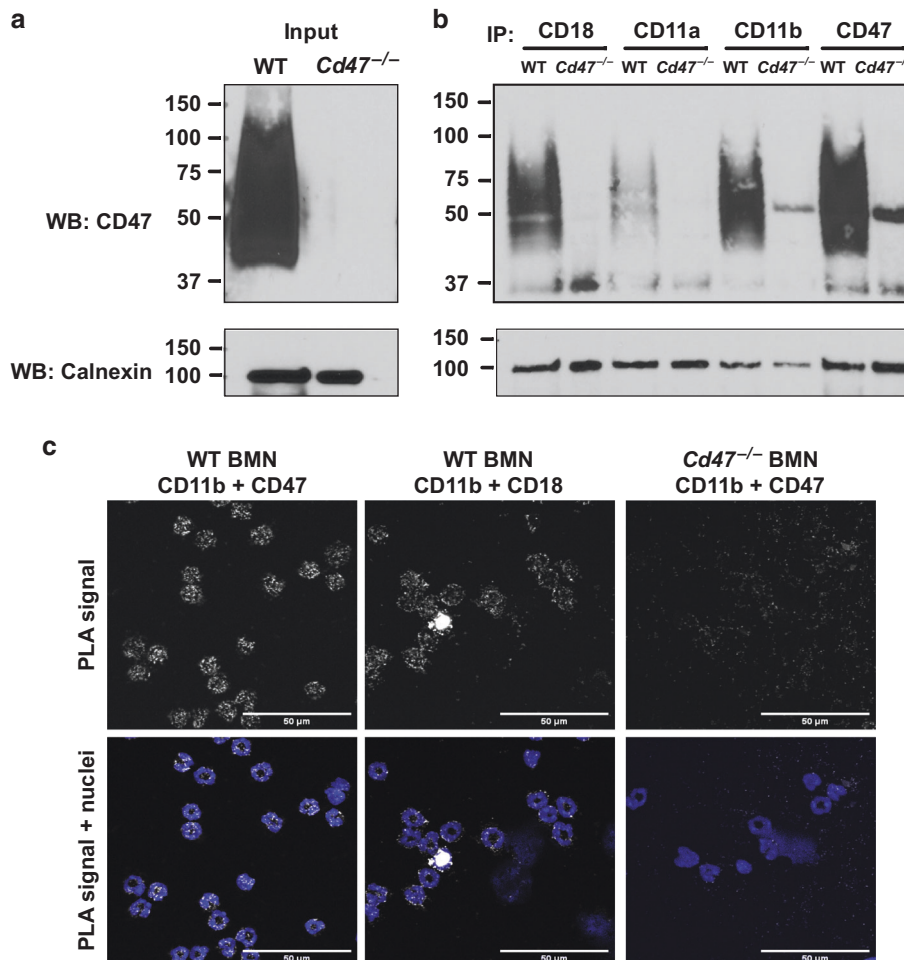 a
Input
WT Cd47–/–
150
100
75
WB: CD47
50
37
150
WB: Calnexin 100
b
IP: CD18 CD11a CD11b CD47
WT Cd47–/– WT Cd47–/– WT Cd47–/– WT Cd47–/–
150
100
75
50
37
150
100
c
WT BMN WT BMN Cd47–/– BMN
CD11b + CD47 CD11b + CD18 CD11b + CD47
PLA signal
50 µm 50 µm 50 µm
PLA signal + nuclei
50 µm 50 µm 50 µm